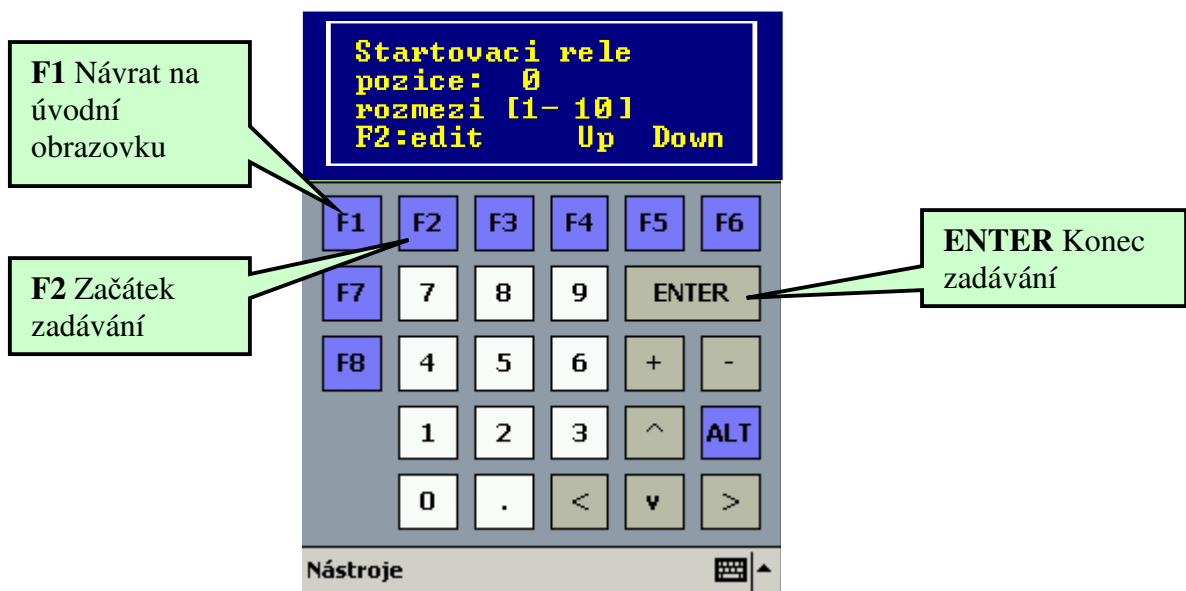 Startovaci rele
pozice: 0
rozmezi [1- 10]
F2:edit Up Down
F1 Návrat na
úvodní
obrazovku
F2 Začátek
zadávání
ENTER Konec
zadávání
F1 F2 F3 F4 F5 F6
F7 7 8 9 ENTER
F8 4 5 6 + -
1 2 3 ^ ALT
0 . < v >
Nástroje